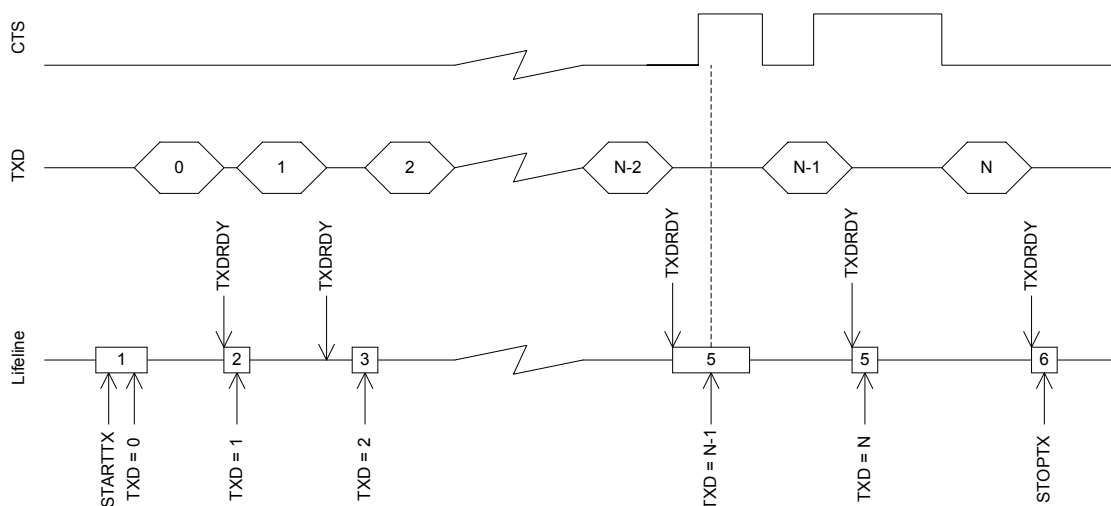 CTS
TXD
0
1
2
N-2
N-1
N
TXDRDY
TXDRDY
TXDRDY
TXDRDY
TXDRDY
Lifeline
1
2
3
5
5
6
STARTTX
TXD = 0
TXD = 1
TXD = 2
TXD = N-1
TXD = N
STOPTX